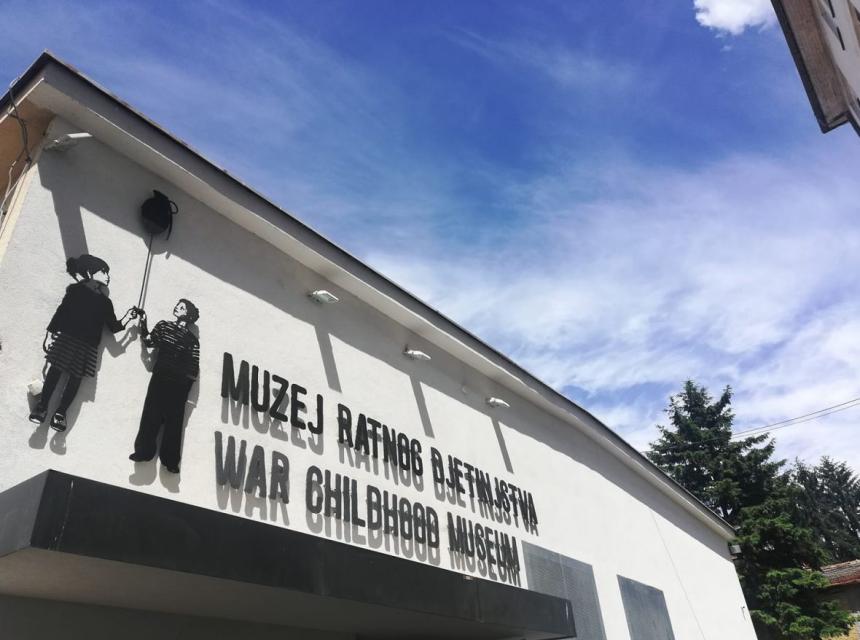 MUZEJ RATNOG DJETINJSTVA
WAR CHILDHOOD MUSEUM